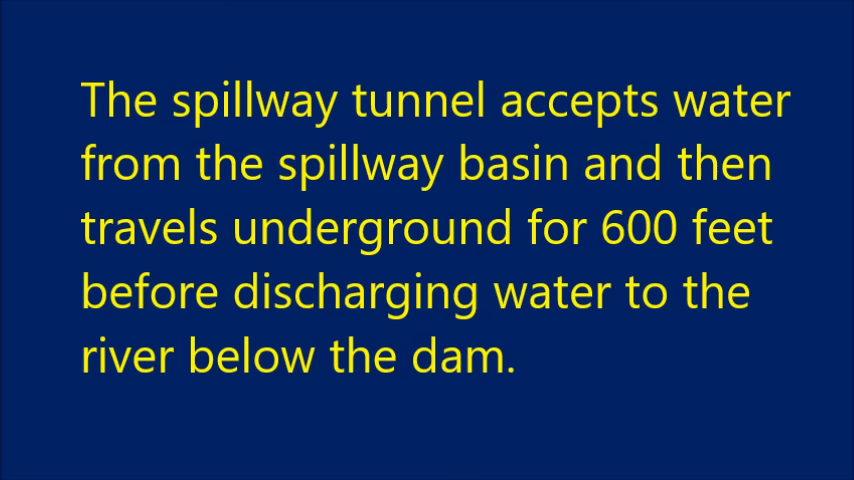 The spillway tunnel accepts water
from the spillway basin and then
travels underground for 600 feet
before discharging water to the
river below the dam.